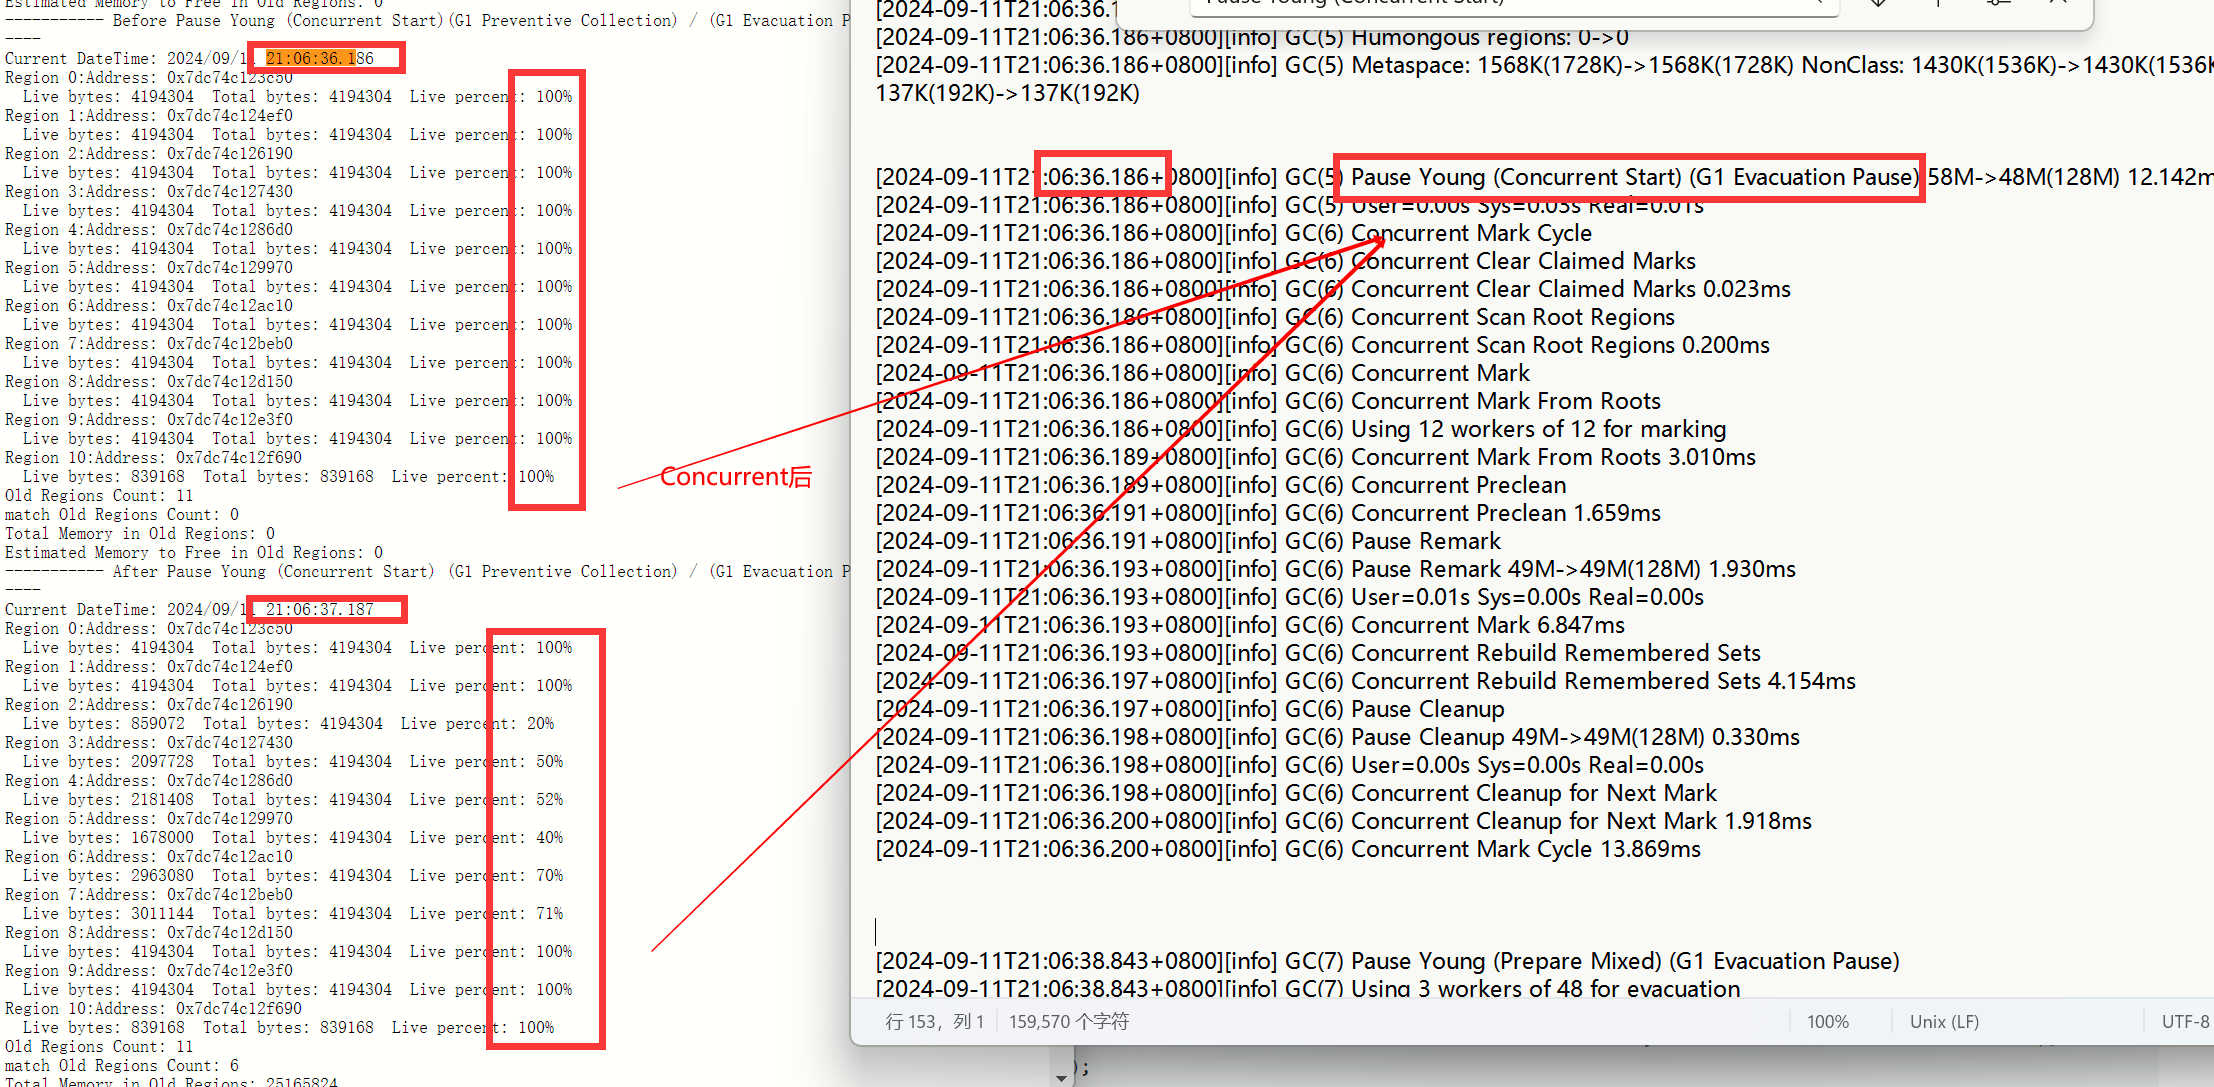 Estimated Memory to Free in Old Regions: 0
----------- Before Pause Young (Concurrent Start)(G1 Preventive Collection) / (G1 Evacuation P
----
Current DateTime: 2024/09/11 21:06:36.186
Region 0:Address: 0x7dc74c123c50
Live bytes: 4194304 Total bytes: 4194304 Live percent: 100%
Region 1:Address: 0x7dc74c124ef0
Live bytes: 4194304 Total bytes: 4194304 Live percent: 100%
Region 2:Address: 0x7dc74c126190
Live bytes: 4194304 Total bytes: 4194304 Live percent: 100%
Region 3:Address: 0x7dc74c127430
Live bytes: 4194304 Total bytes: 4194304 Live percent: 100%
Region 4:Address: 0x7dc74c1286d0
Live bytes: 4194304 Total bytes: 4194304 Live percent: 100%
Region 5:Address: 0x7dc74c129970
Live bytes: 4194304 Total bytes: 4194304 Live percent: 100%
Region 6:Address: 0x7dc74c12ac10
Live bytes: 4194304 Total bytes: 4194304 Live percent: 100%
Region 7:Address: 0x7dc74c12beb0
Live bytes: 4194304 Total bytes: 4194304 Live percent: 100%
Region 8:Address: 0x7dc74c12d150
Live bytes: 4194304 Total bytes: 4194304 Live percent: 100%
Region 9:Address: 0x7dc74c12e3f0
Live bytes: 4194304 Total bytes: 4194304 Live percent: 100%
Region 10:Address: 0x7dc74c12f690
Live bytes: 839168 Total bytes: 839168 Live percent: 100%
Old Regions Count: 11
match Old Regions Count: 0
Total Memory in Old Regions: 0
Estimated Memory to Free in Old Regions: 0
----------- After Pause Young (Concurrent Start) (G1 Preventive Collection) / (G1 Evacuation P
----
Current DateTime: 2024/09/11 21:06:37.187
Region 0:Address: 0x7dc74c123c50
Live bytes: 4194304 Total bytes: 4194304 Live percent: 100%
Region 1:Address: 0x7dc74c124ef0
Live bytes: 4194304 Total bytes: 4194304 Live percent: 100%
Region 2:Address: 0x7dc74c126190
Live bytes: 859072 Total bytes: 4194304 Live percent: 20%
Region 3:Address: 0x7dc74c127430
Live bytes: 2097728 Total bytes: 4194304 Live percent: 50%
Region 4:Address: 0x7dc74c1286d0
Live bytes: 2181408 Total bytes: 4194304 Live percent: 52%
Region 5:Address: 0x7dc74c129970
Live bytes: 1678000 Total bytes: 4194304 Live percent: 40%
Region 6:Address: 0x7dc74c12ac10
Live bytes: 2963080 Total bytes: 4194304 Live percent: 70%
Region 7:Address: 0x7dc74c12beb0
Live bytes: 3011144 Total bytes: 4194304 Live percent: 71%
Region 8:Address: 0x7dc74c12d150
Live bytes: 4194304 Total bytes: 4194304 Live percent: 100%
Region 9:Address: 0x7dc74c12e3f0
Live bytes: 4194304 Total bytes: 4194304 Live percent: 100%
Region 10:Address: 0x7dc74c12f690
Live bytes: 839168 Total bytes: 839168 Live percent: 100%
Old Regions Count: 11
match Old Regions Count: 6
Total Memory in Old Regions: 25165824
Concurrent后
Pause Young (Concurrent Start)
[2024-09-11T21:06:36.1
[2024-09-11T21:06:36.186+0800][info] GC(5) Humongous regions: 0->0
[2024-09-11T21:06:36.186+0800][info] GC(5) Metaspace: 1568K(1728K)->1568K(1728K) NonClass: 1430K(1536K)->1430K(1536K
137K(192K)->137K(192K)
[2024-09-11T21:06:36.186+0800][info] GC(5) Pause Young (Concurrent Start) (G1 Evacuation Pause) 58M->48M(128M) 12.142m
[2024-09-11T21:06:36.186+0800][info] GC(5) User=0.00s Sys=0.03s Real=0.01s
[2024-09-11T21:06:36.186+0800][info] GC(6) Concurrent Mark Cycle
[2024-09-11T21:06:36.186+0800][info] GC(6) Concurrent Clear Claimed Marks
[2024-09-11T21:06:36.186+0800][info] GC(6) Concurrent Clear Claimed Marks 0.023ms
[2024-09-11T21:06:36.186+0800][info] GC(6) Concurrent Scan Root Regions
[2024-09-11T21:06:36.186+0800][info] GC(6) Concurrent Scan Root Regions 0.200ms
[2024-09-11T21:06:36.186+0800][info] GC(6) Concurrent Mark
[2024-09-11T21:06:36.186+0800][info] GC(6) Concurrent Mark From Roots
[2024-09-11T21:06:36.186+0800][info] GC(6) Using 12 workers of 12 for marking
[2024-09-11T21:06:36.189+0800][info] GC(6) Concurrent Mark From Roots 3.010ms
[2024-09-11T21:06:36.189+0800][info] GC(6) Concurrent Preclean
[2024-09-11T21:06:36.191+0800][info] GC(6) Concurrent Preclean 1.659ms
[2024-09-11T21:06:36.191+0800][info] GC(6) Pause Remark
[2024-09-11T21:06:36.193+0800][info] GC(6) Pause Remark 49M->49M(128M) 1.930ms
[2024-09-11T21:06:36.193+0800][info] GC(6) User=0.01s Sys=0.00s Real=0.00s
[2024-09-11T21:06:36.193+0800][info] GC(6) Concurrent Mark 6.847ms
[2024-09-11T21:06:36.193+0800][info] GC(6) Concurrent Rebuild Remembered Sets
[2024-09-11T21:06:36.197+0800][info] GC(6) Concurrent Rebuild Remembered Sets 4.154ms
[2024-09-11T21:06:36.197+0800][info] GC(6) Pause Cleanup
[2024-09-11T21:06:36.198+0800][info] GC(6) Pause Cleanup 49M->49M(128M) 0.330ms
[2024-09-11T21:06:36.198+0800][info] GC(6) User=0.00s Sys=0.00s Real=0.00s
[2024-09-11T21:06:36.198+0800][info] GC(6) Concurrent Cleanup for Next Mark
[2024-09-11T21:06:36.200+0800][info] GC(6) Concurrent Cleanup for Next Mark 1.918ms
[2024-09-11T21:06:36.200+0800][info] GC(6) Concurrent Mark Cycle 13.869ms
[2024-09-11T21:06:38.843+0800][info] GC(7) Pause Young (Prepare Mixed) (G1 Evacuation Pause)
[2024-09-11T21:06:38.843+0800][info] GC(7) Using 3 workers of 48 for evacuation
行 153，列 1 159,570 个字符 100% Unix (LF) UTF-8
);